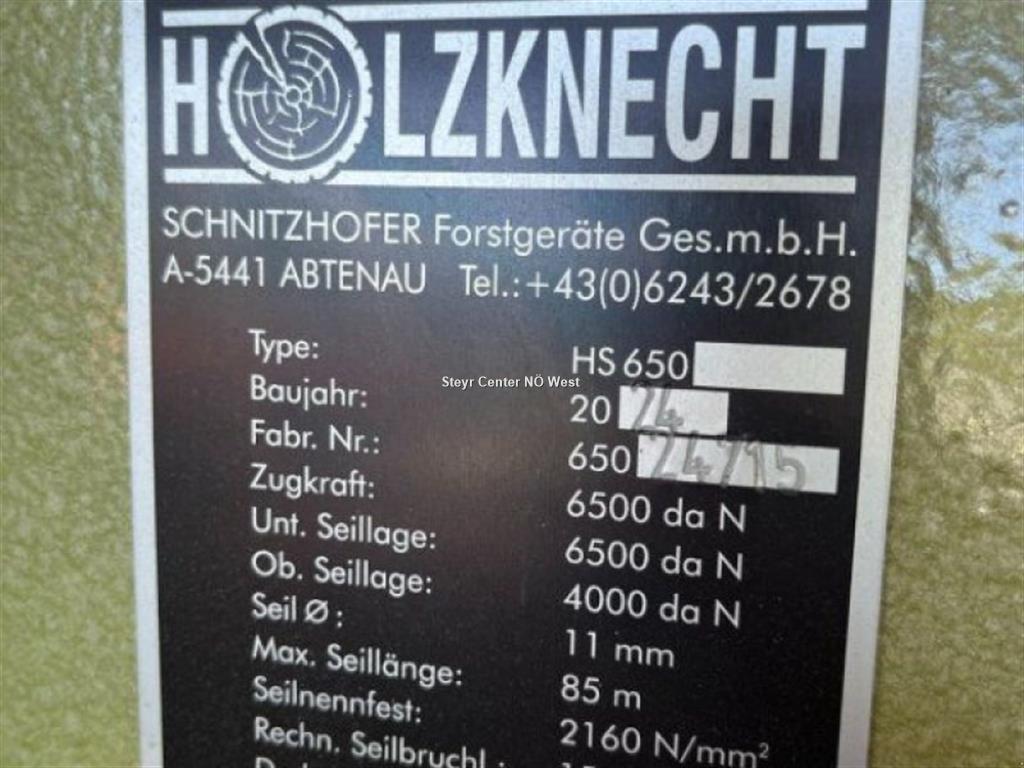 HOLZKNECHT
SCHNITZHOFER Forstgeräte Ges.m.b.H.
A-5441 ABTENAU Tel.:+43(0)6243/2678
Type: HS 650
Steyr Center NÖ West
Baujahr: 20 24
Fabr. Nr.: 650 24715
Zugkraft: 6500 da N
Unt. Seillage: 6500 da N
Ob. Seillage: 4000 da N
Seil Ø: 11 mm
Max. Seillänge: 85 m
Seilnennfest: 2160 N/mm²
Rechn. Seilbruchl.: